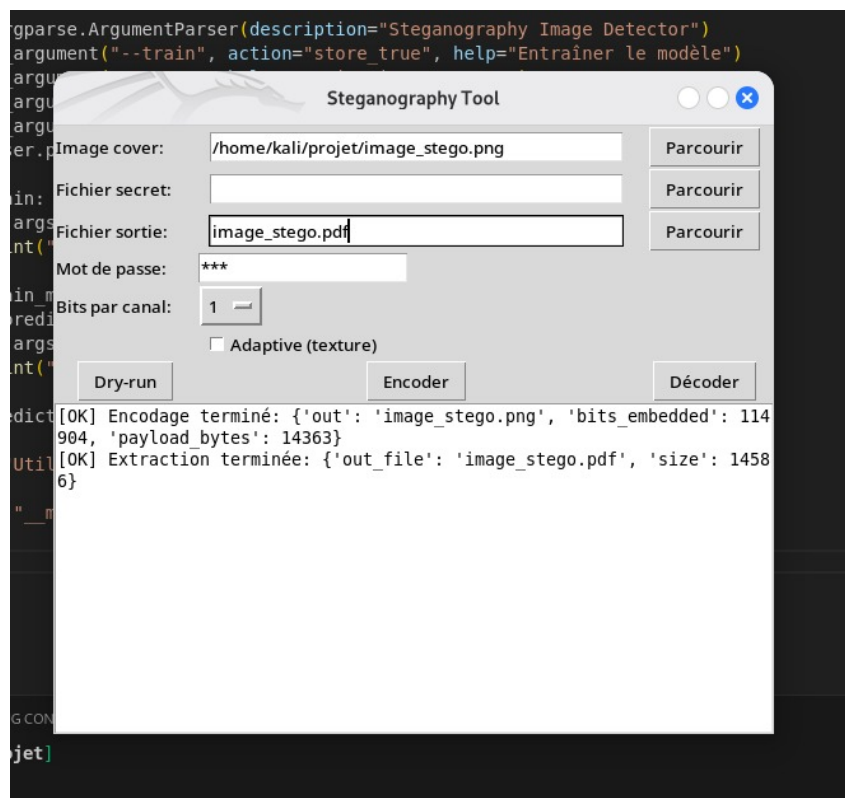 gparse.ArgumentParser(description="Steganography Image Detector")
argument("--train", action="store_true", help="Entraîner le modèle")
Steganography Tool
Image cover: /home/kali/projet/image_stego.png Parcourir
Fichier secret: Parcourir
Fichier sortie: image_stego.pdf Parcourir
Mot de passe: ***
Bits par canal: 1
Adaptive (texture)
Dry-run Encoder Décoder
[OK] Encodage terminé: {'out': 'image_stego.png', 'bits_embedded': 114
904, 'payload_bytes': 14363}
[OK] Extraction terminée: {'out_file': 'image_stego.pdf', 'size': 1458
6}